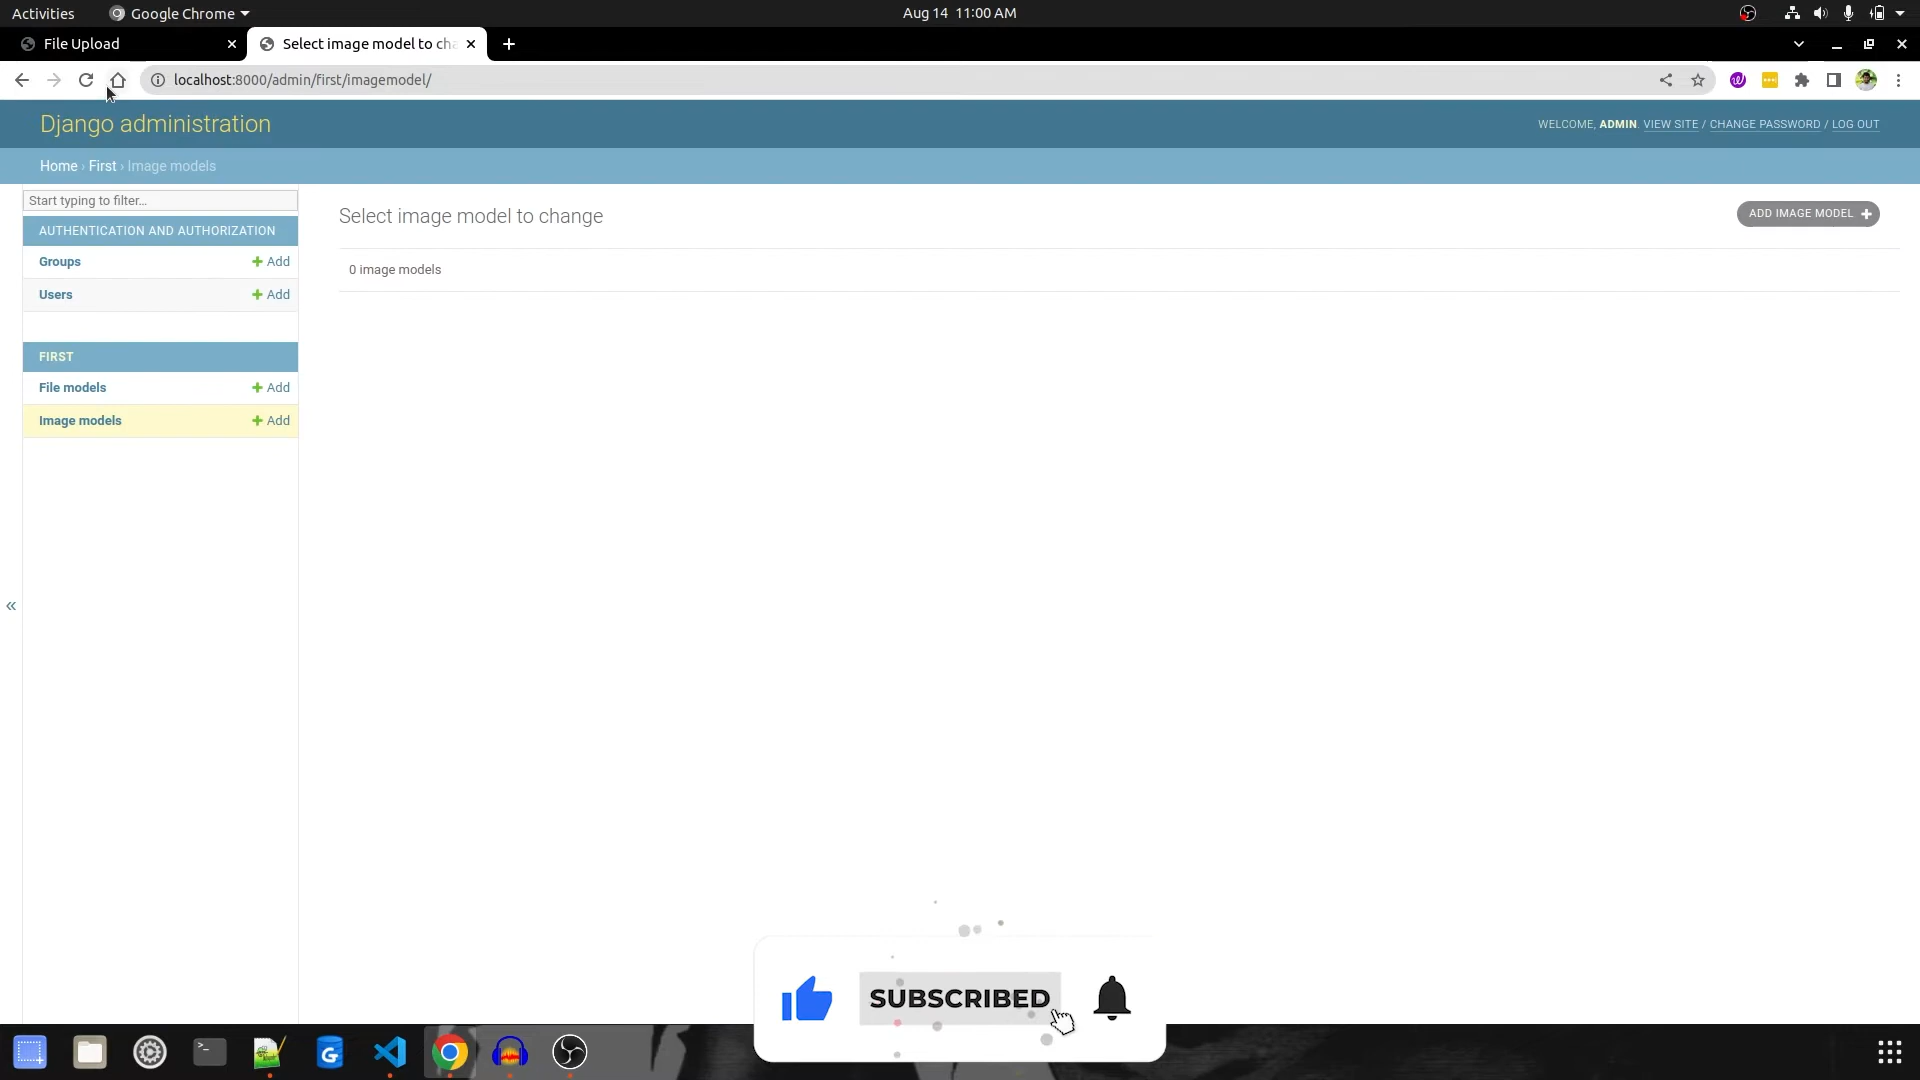 Activities
Google Chrome
Aug 14 11:00 AM
File Upload
Select image model to cha
localhost:8000/admin/first/imagemodel/
Django administration
WELCOME, ADMIN. VIEW SITE / CHANGE PASSWORD / LOG OUT
Home › First › Image models
Start typing to filter…
AUTHENTICATION AND AUTHORIZATION
Groups
+ Add
Users
+ Add
FIRST
File models
+ Add
Image models
+ Add
«
Select image model to change
ADD IMAGE MODEL +
0 image models
SUBSCRIBED